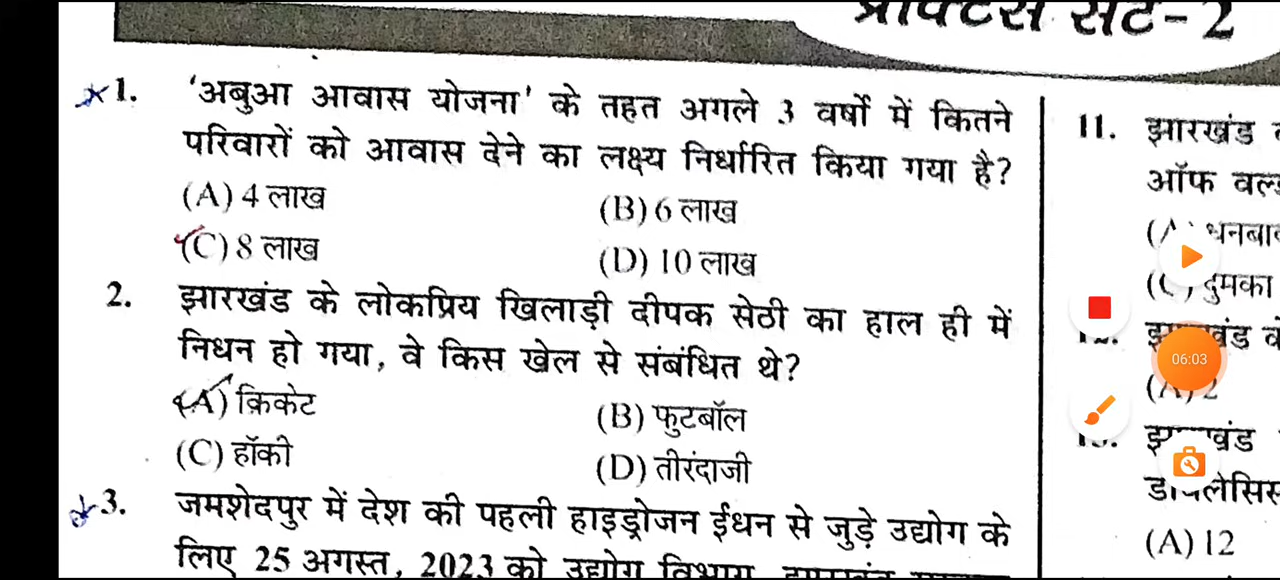 प्रैक्टिस सेट-2
1. 'अबुआ आवास योजना' के तहत अगले 3 वर्षों में कितने
परिवारों को आवास देने का लक्ष्य निर्धारित किया गया है?
(A) 4 लाख (B) 6 लाख
(C) 8 लाख (D) 10 लाख
2. झारखंड के लोकप्रिय खिलाड़ी दीपक सेठी का हाल ही में
निधन हो गया, वे किस खेल से संबंधित थे?
(A) क्रिकेट (B) फुटबॉल
(C) हॉकी (D) तीरंदाजी
3. जमशेदपुर में देश की पहली हाइड्रोजन ईंधन से जुड़े उद्योग के
लिए 25 अगस्त, 2023 को उद्योग विभाग
11. झारखंड
ऑफ
दुमका
(A) 2
(A) 12
06:03